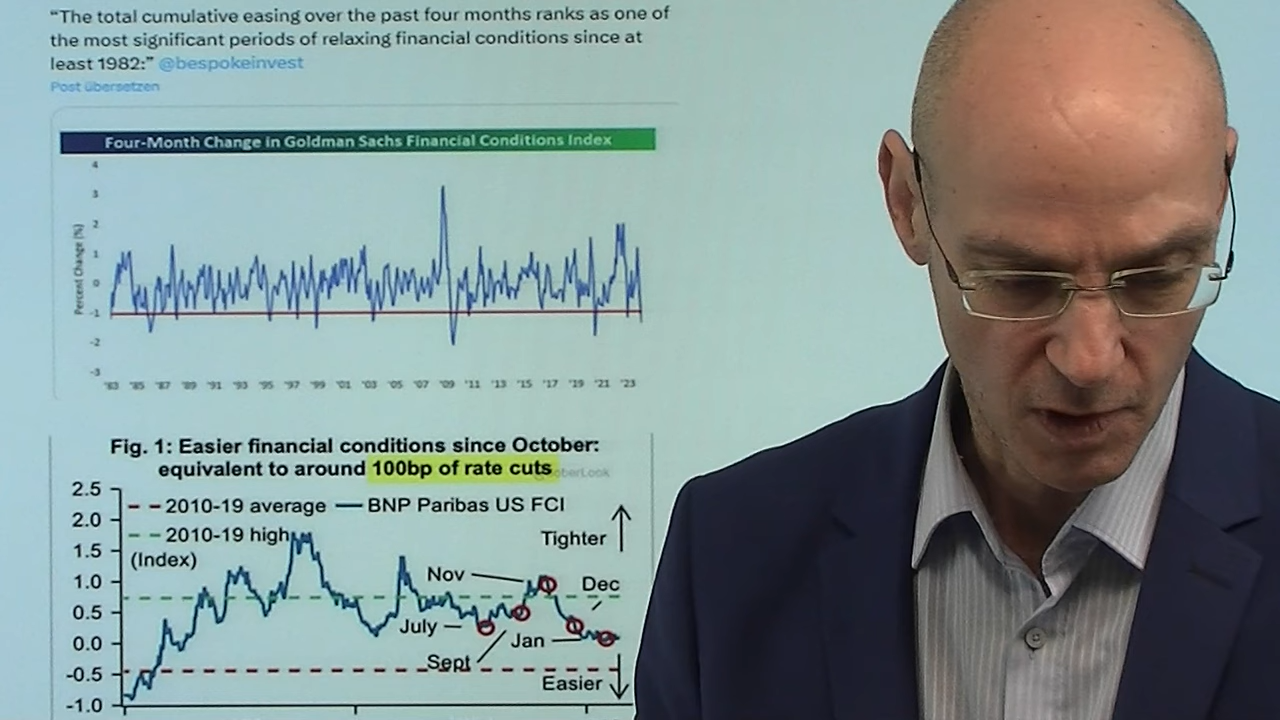 “The total cumulative easing over the past four months ranks as one of
the most significant periods of relaxing financial conditions since at
least 1982:” @bespokeinvest
Post übersetzen
Four-Month Change in Goldman Sachs Financial Conditions Index
4
3
2
1
0
-1
-2
-3
Percent Change (%)
'83 '85 '87 '89 '91 '93 '95 '97 '99 '01 '03 '05 '07 '09 '11 '13 '15 '17 '19 '21 '23
Fig. 1: Easier financial conditions since October:
equivalent to around 100bp of rate cuts
2.5
2.0
1.5
1.0
0.5
0.0
-0.5
-1.0
2010-19 average
BNP Paribas US FCI
2010-19 high
(Index)
Tighter
Nov
Dec
July
Jan
Sept
Easier